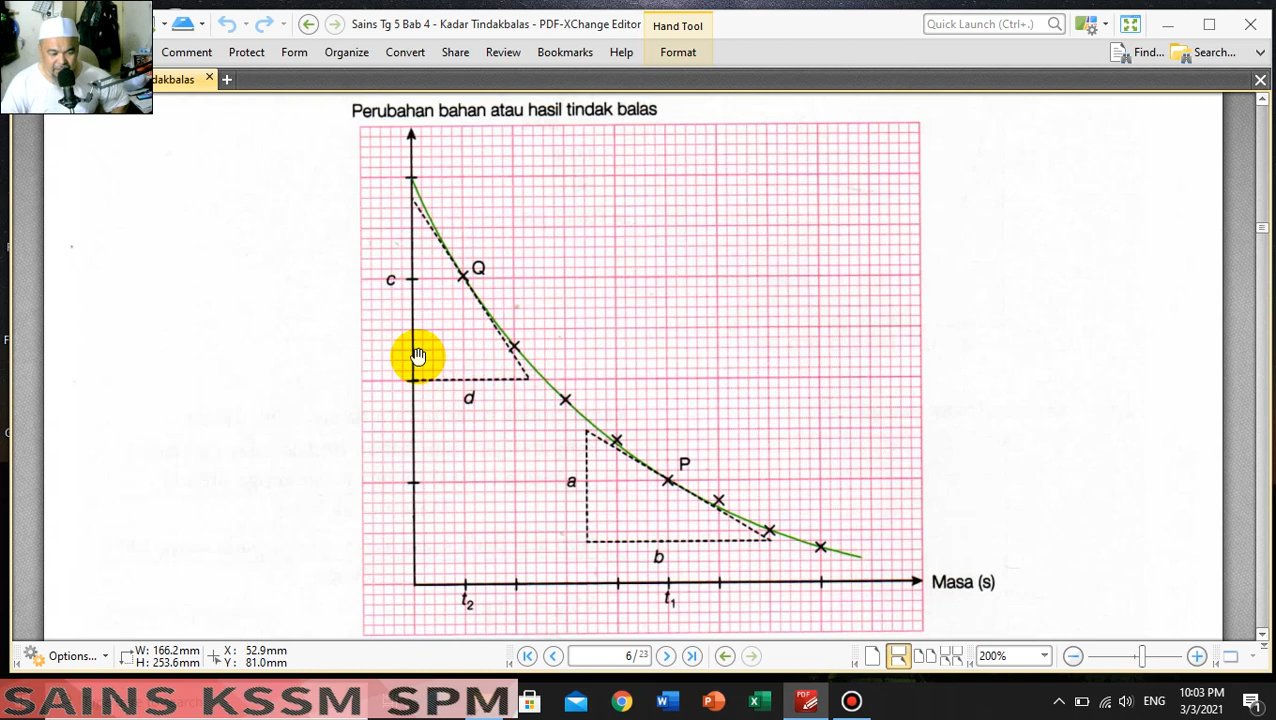 Sains Tg 5 Bab 4 - Kadar Tindakbalas - PDF-XChange Editor
Hand Tool
Quick Launch (Ctrl+.)
Comment Protect Form Organize Convert Share Review Bookmarks Help Format
Find... Search...
dakbalas
Perubahan bahan atau hasil tindak balas
Q
c
d
P
a
b
Masa (s)
t2 t1
Options...
W: 166.2mm
H: 253.6mm
X: 52.9mm
Y: 81.0mm
6 / 23
200%
SAINS KSSM SPM
ENG
10:03 PM
3/3/2021
1